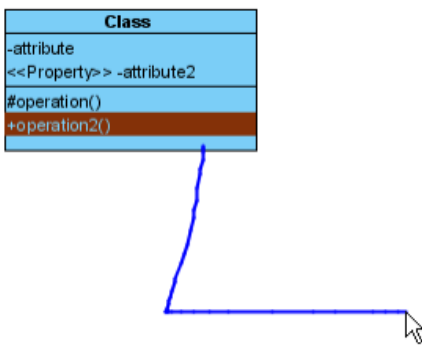 Class
-attribute
<<Property>> -attribute2
#operation()
+operation2()